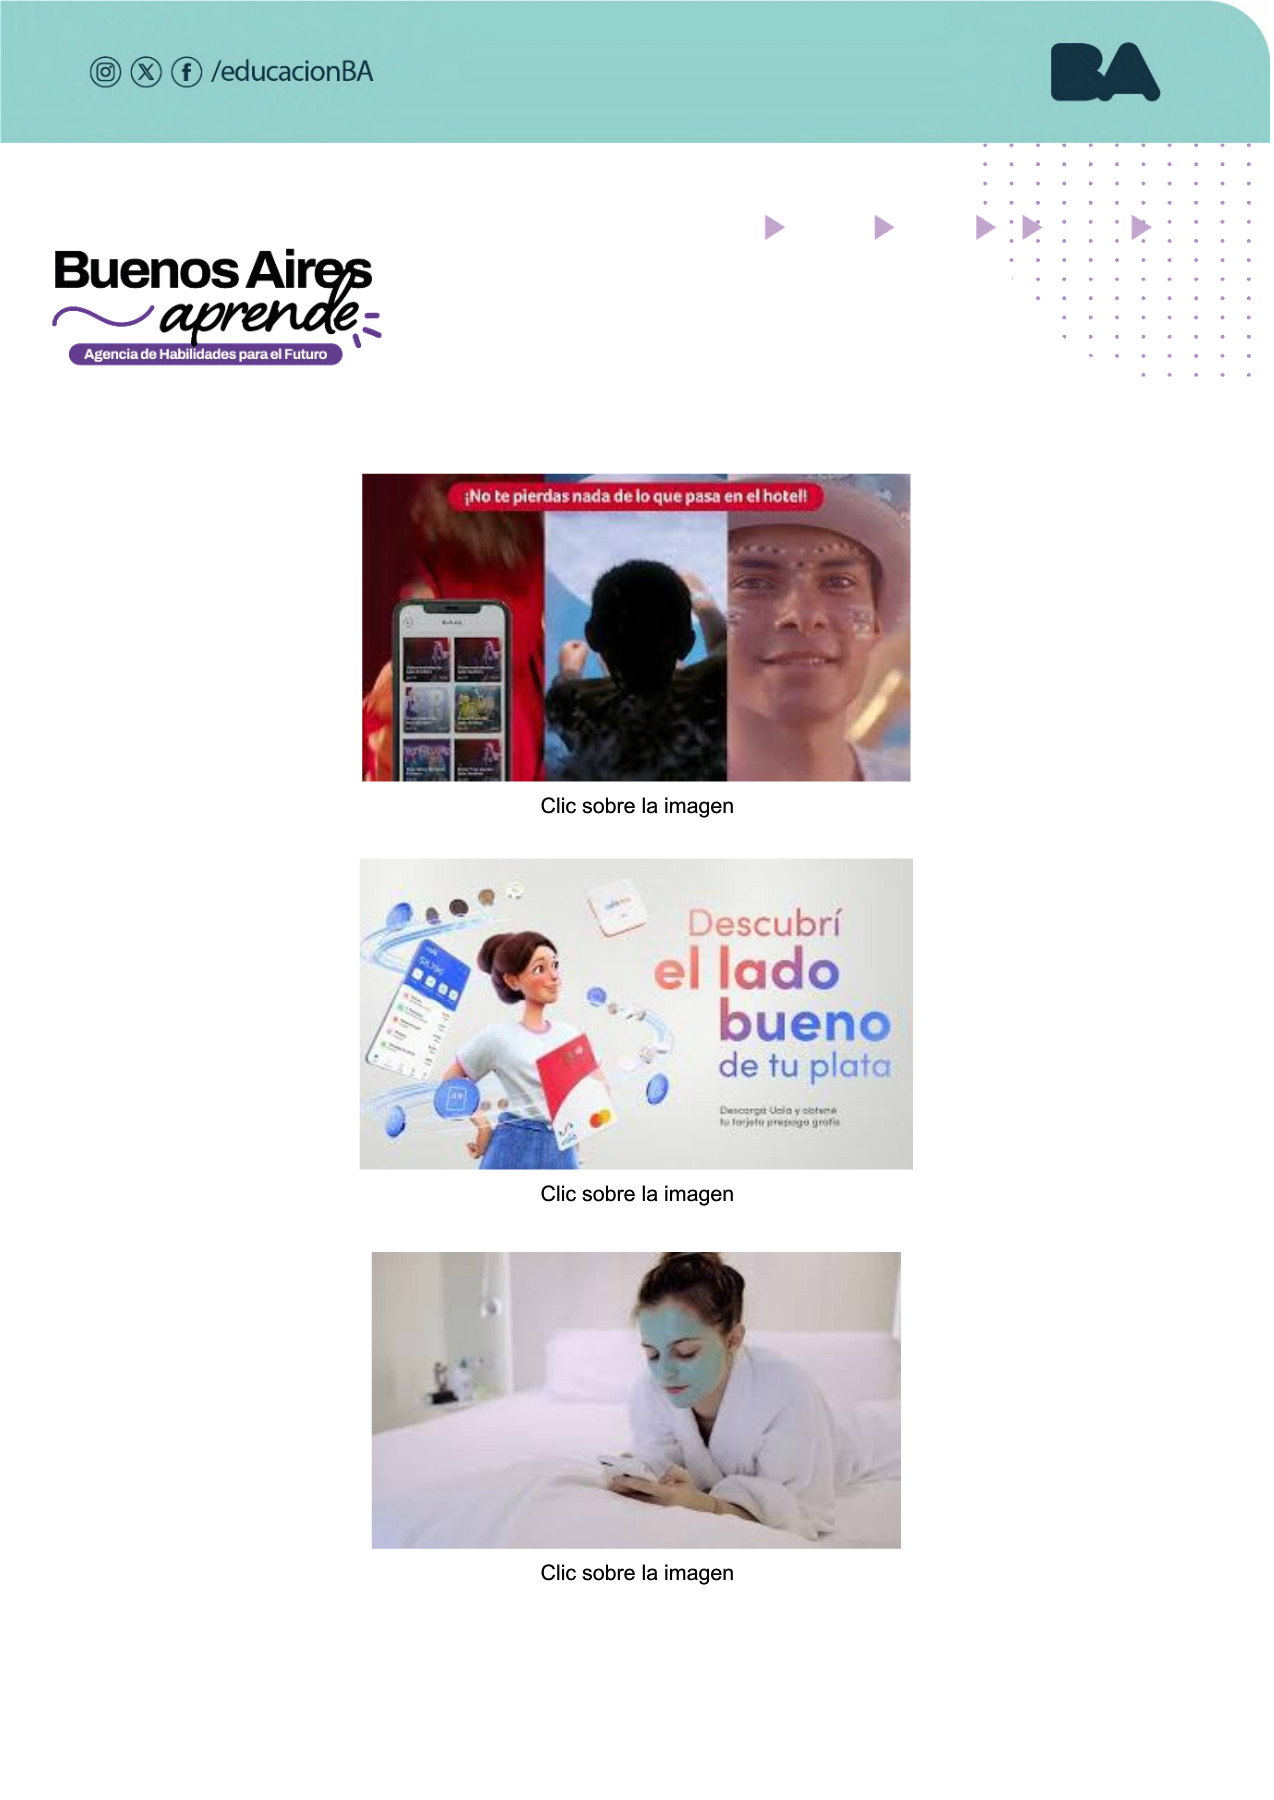 /educacionBA
BA
Buenos Aires
aprende
Agencia de Habilidades para el Futuro
¡No te pierdas nada de lo que pasa en el hotel!
Clic sobre la imagen
Descubrí
el lado
bueno
de tu plata
Descargá Ualá y obtené
tu tarjeta prepaga gratis
Clic sobre la imagen
Clic sobre la imagen